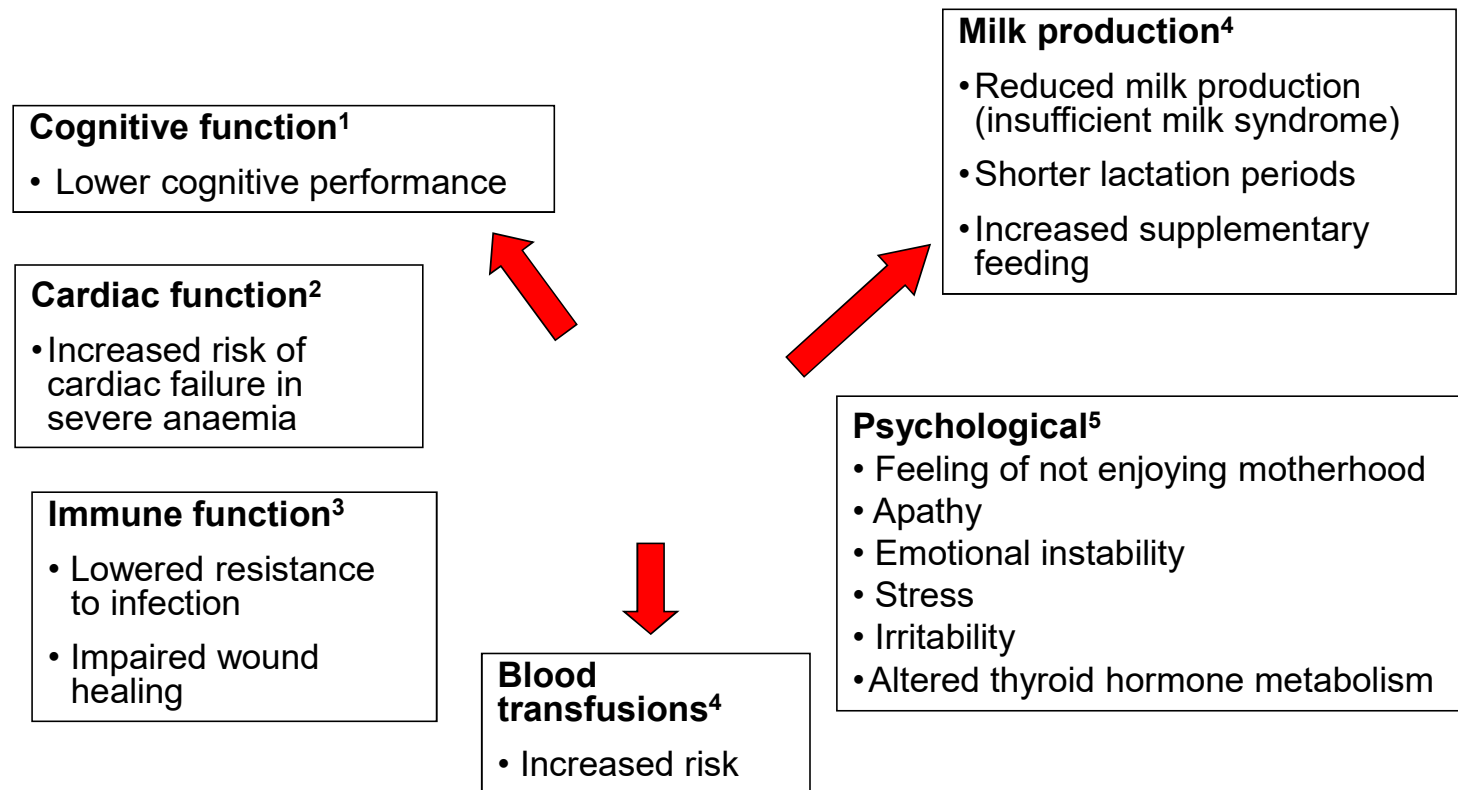 Cognitive function¹
• Lower cognitive performance
Cardiac function²
• Increased risk of
cardiac failure in
severe anaemia
Immune function³
• Lowered resistance
to infection
• Impaired wound
healing
Blood
transfusions⁴
• Increased risk
Milk production⁴
• Reduced milk production
(insufficient milk syndrome)
• Shorter lactation periods
• Increased supplementary
feeding
Psychological⁵
• Feeling of not enjoying motherhood
• Apathy
• Emotional instability
• Stress
• Irritability
• Altered thyroid hormone metabolism